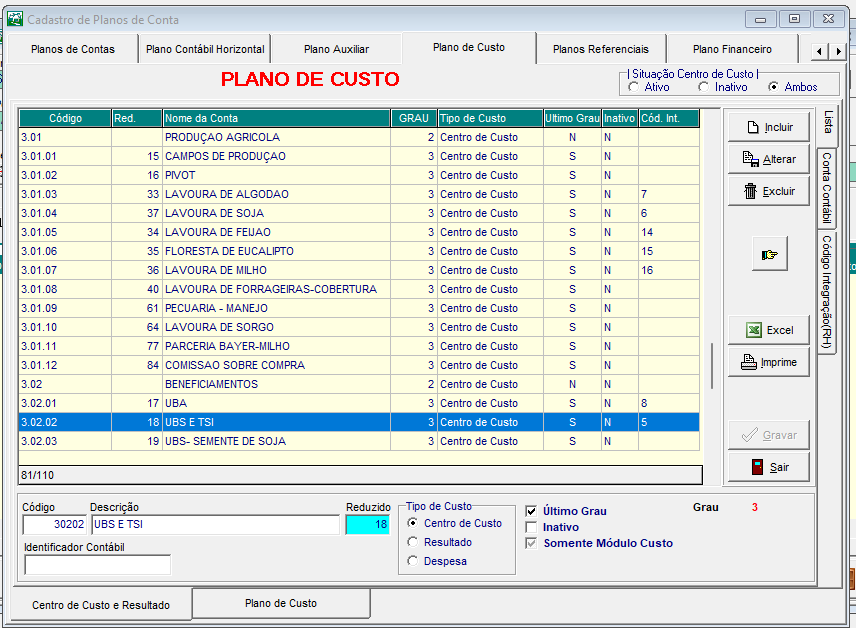 Cadastro de Planos de Conta
Planos de Contas Plano Contábil Horizontal Plano Auxiliar Plano de Custo Planos Referenciais Plano Financeiro
PLANO DE CUSTO
Situação Centro de Custo
Ativo Inativo Ambos
Código Red. Nome da Conta GRAU Tipo de Custo Ultimo Grau Inativo Cód. Int.
3.01 PRODUÇAO AGRICOLA 2 Centro de Custo N N
3.01.01 15 CAMPOS DE PRODUÇAO 3 Centro de Custo S N
3.01.02 16 PIVOT 3 Centro de Custo S N
3.01.03 33 LAVOURA DE ALGODAO 3 Centro de Custo S N 7
3.01.04 37 LAVOURA DE SOJA 3 Centro de Custo S N 6
3.01.05 34 LAVOURA DE FEIJAO 3 Centro de Custo S N 14
3.01.06 35 FLORESTA DE EUCALIPTO 3 Centro de Custo S N 15
3.01.07 36 LAVOURA DE MILHO 3 Centro de Custo S N 16
3.01.08 40 LAVOURA DE FORRAGEIRAS-COBERTURA 3 Centro de Custo S N
3.01.09 61 PECUARIA - MANEJO 3 Centro de Custo S N
3.01.10 64 LAVOURA DE SORGO 3 Centro de Custo S N
3.01.11 77 PARCERIA BAYER-MILHO 3 Centro de Custo S N
3.01.12 84 COMISSAO SOBRE COMPRA 3 Centro de Custo S N
3.02 BENEFICIAMENTOS 2 Centro de Custo N N
3.02.01 17 UBA 3 Centro de Custo S N 8
3.02.02 18 UBS E TSI 3 Centro de Custo S N 5
3.02.03 19 UBS- SEMENTE DE SOJA 3 Centro de Custo S N
81/110
Incluir
Alterar
Excluir
Excel
Imprime
Gravar
Sair
Lista
Conta Contábil
Código Integração(RH)
Código Descrição Reduzido
30202 UBS E TSI 18
Identificador Contábil
Tipo de Custo
Centro de Custo
Resultado
Despesa
Último Grau
Inativo
Somente Módulo Custo
Grau 3
Centro de Custo e Resultado Plano de Custo